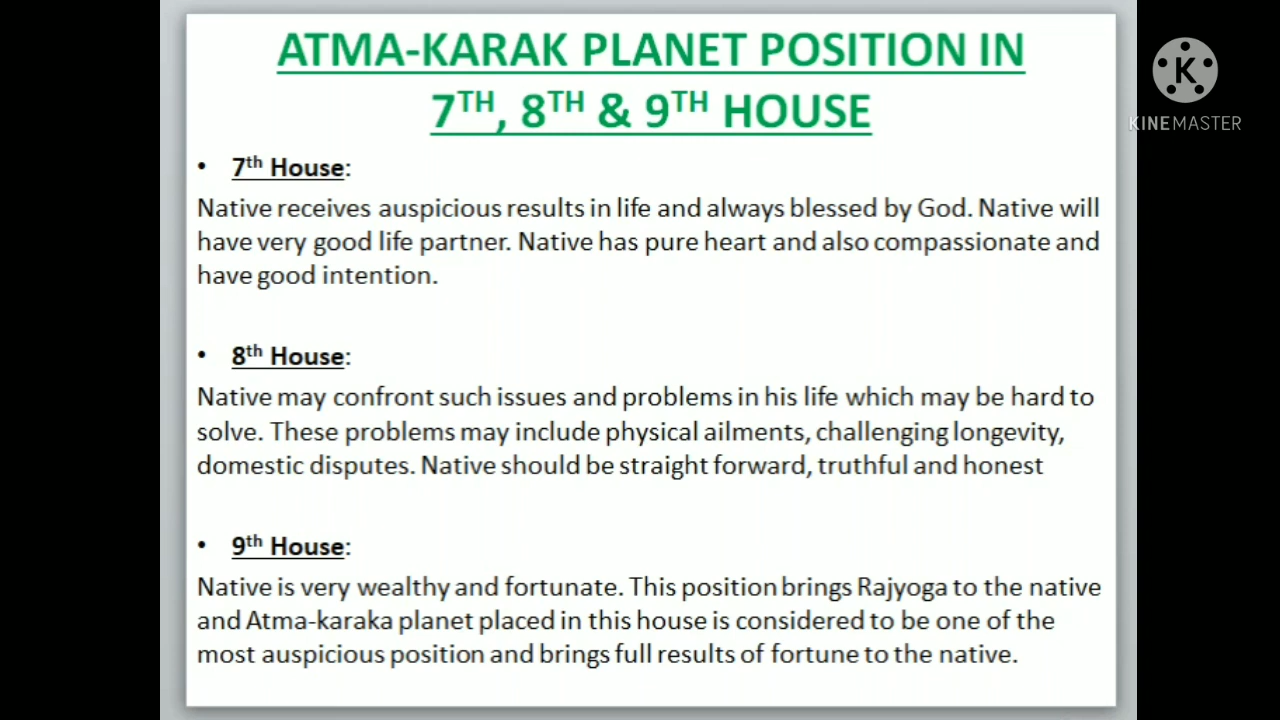 ATMA-KARAK PLANET POSITION IN
7TH, 8TH & 9TH HOUSE
K
KINEMASTER
• 7th House:
Native receives auspicious results in life and always blessed by God. Native will
have very good life partner. Native has pure heart and also compassionate and
have good intention.
• 8th House:
Native may confront such issues and problems in his life which may be hard to
solve. These problems may include physical ailments, challenging longevity,
domestic disputes. Native should be straight forward, truthful and honest
• 9th House:
Native is very wealthy and fortunate. This position brings Rajyoga to the native
and Atma-karaka planet placed in this house is considered to be one of the
most auspicious position and brings full results of fortune to the native.